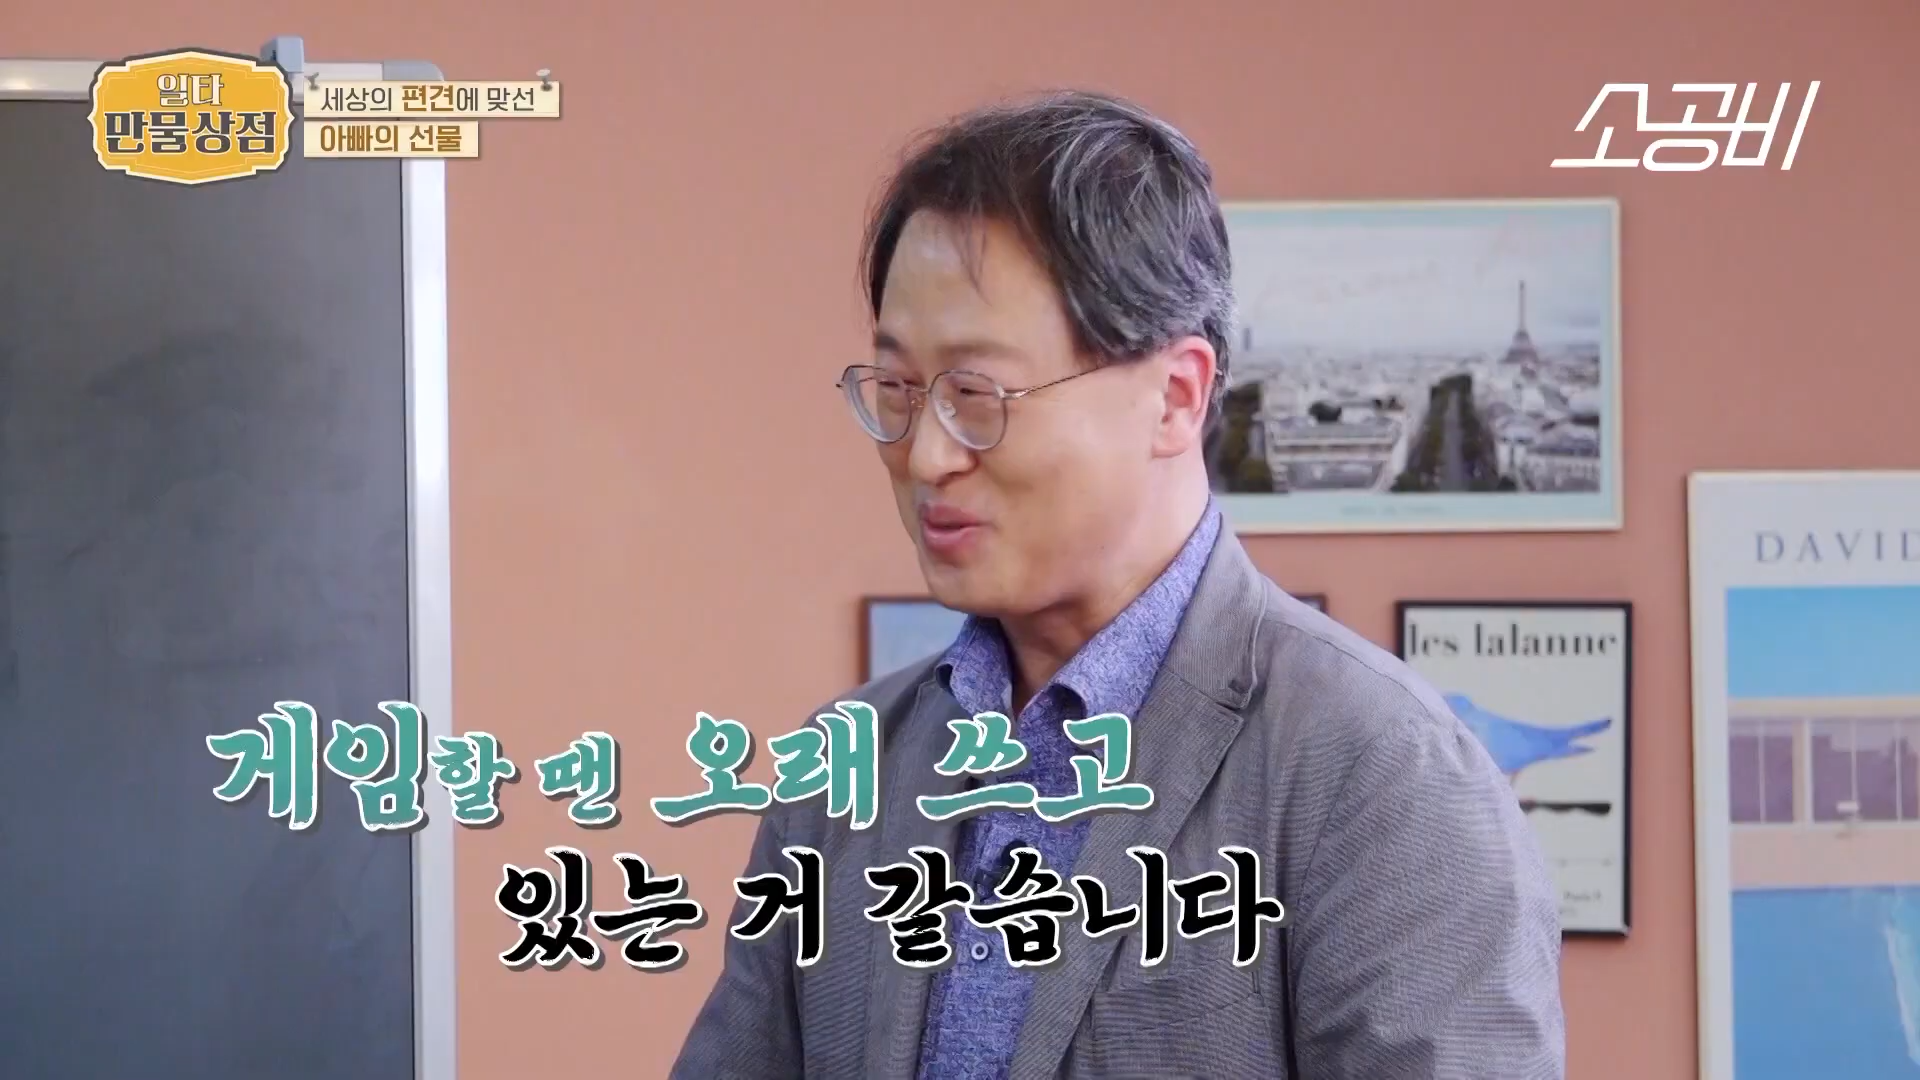 일타
만물상점
세상의 편견에 맞선
아빠의 선물
소공비
DAVID
les lalanne
게임할 땐 오래 쓰고
있는 거 같습니다